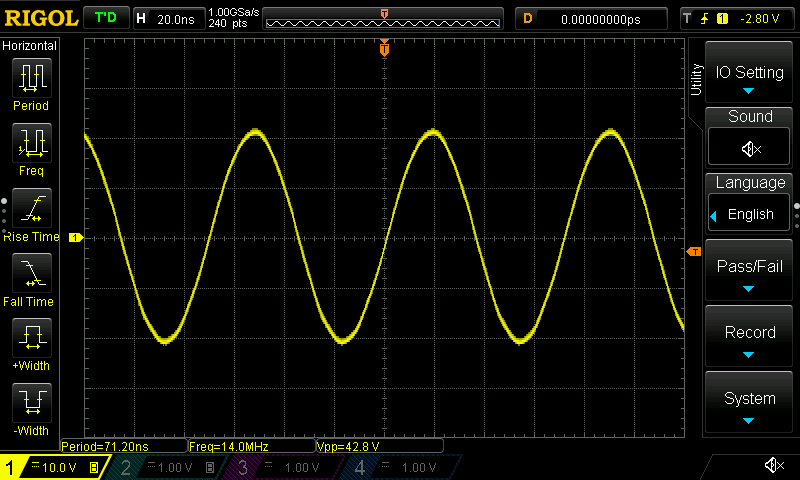 RIGOL T'D H 20.0ns 1.00GSa/s 240 pts T D 0.00000000ps T 1 -2.80 V
Horizontal
Period
Freq
Rise Time
Fall Time
+Width
-Width
T
1
T
Utility
IO Setting
Sound
Language
English
Pass/Fail
Record
System
Period=71.20ns Freq=14.0MHz Vpp=42.8 V
1 10.0 V B 2 1.00 V B 3 1.00 V 4 1.00 V